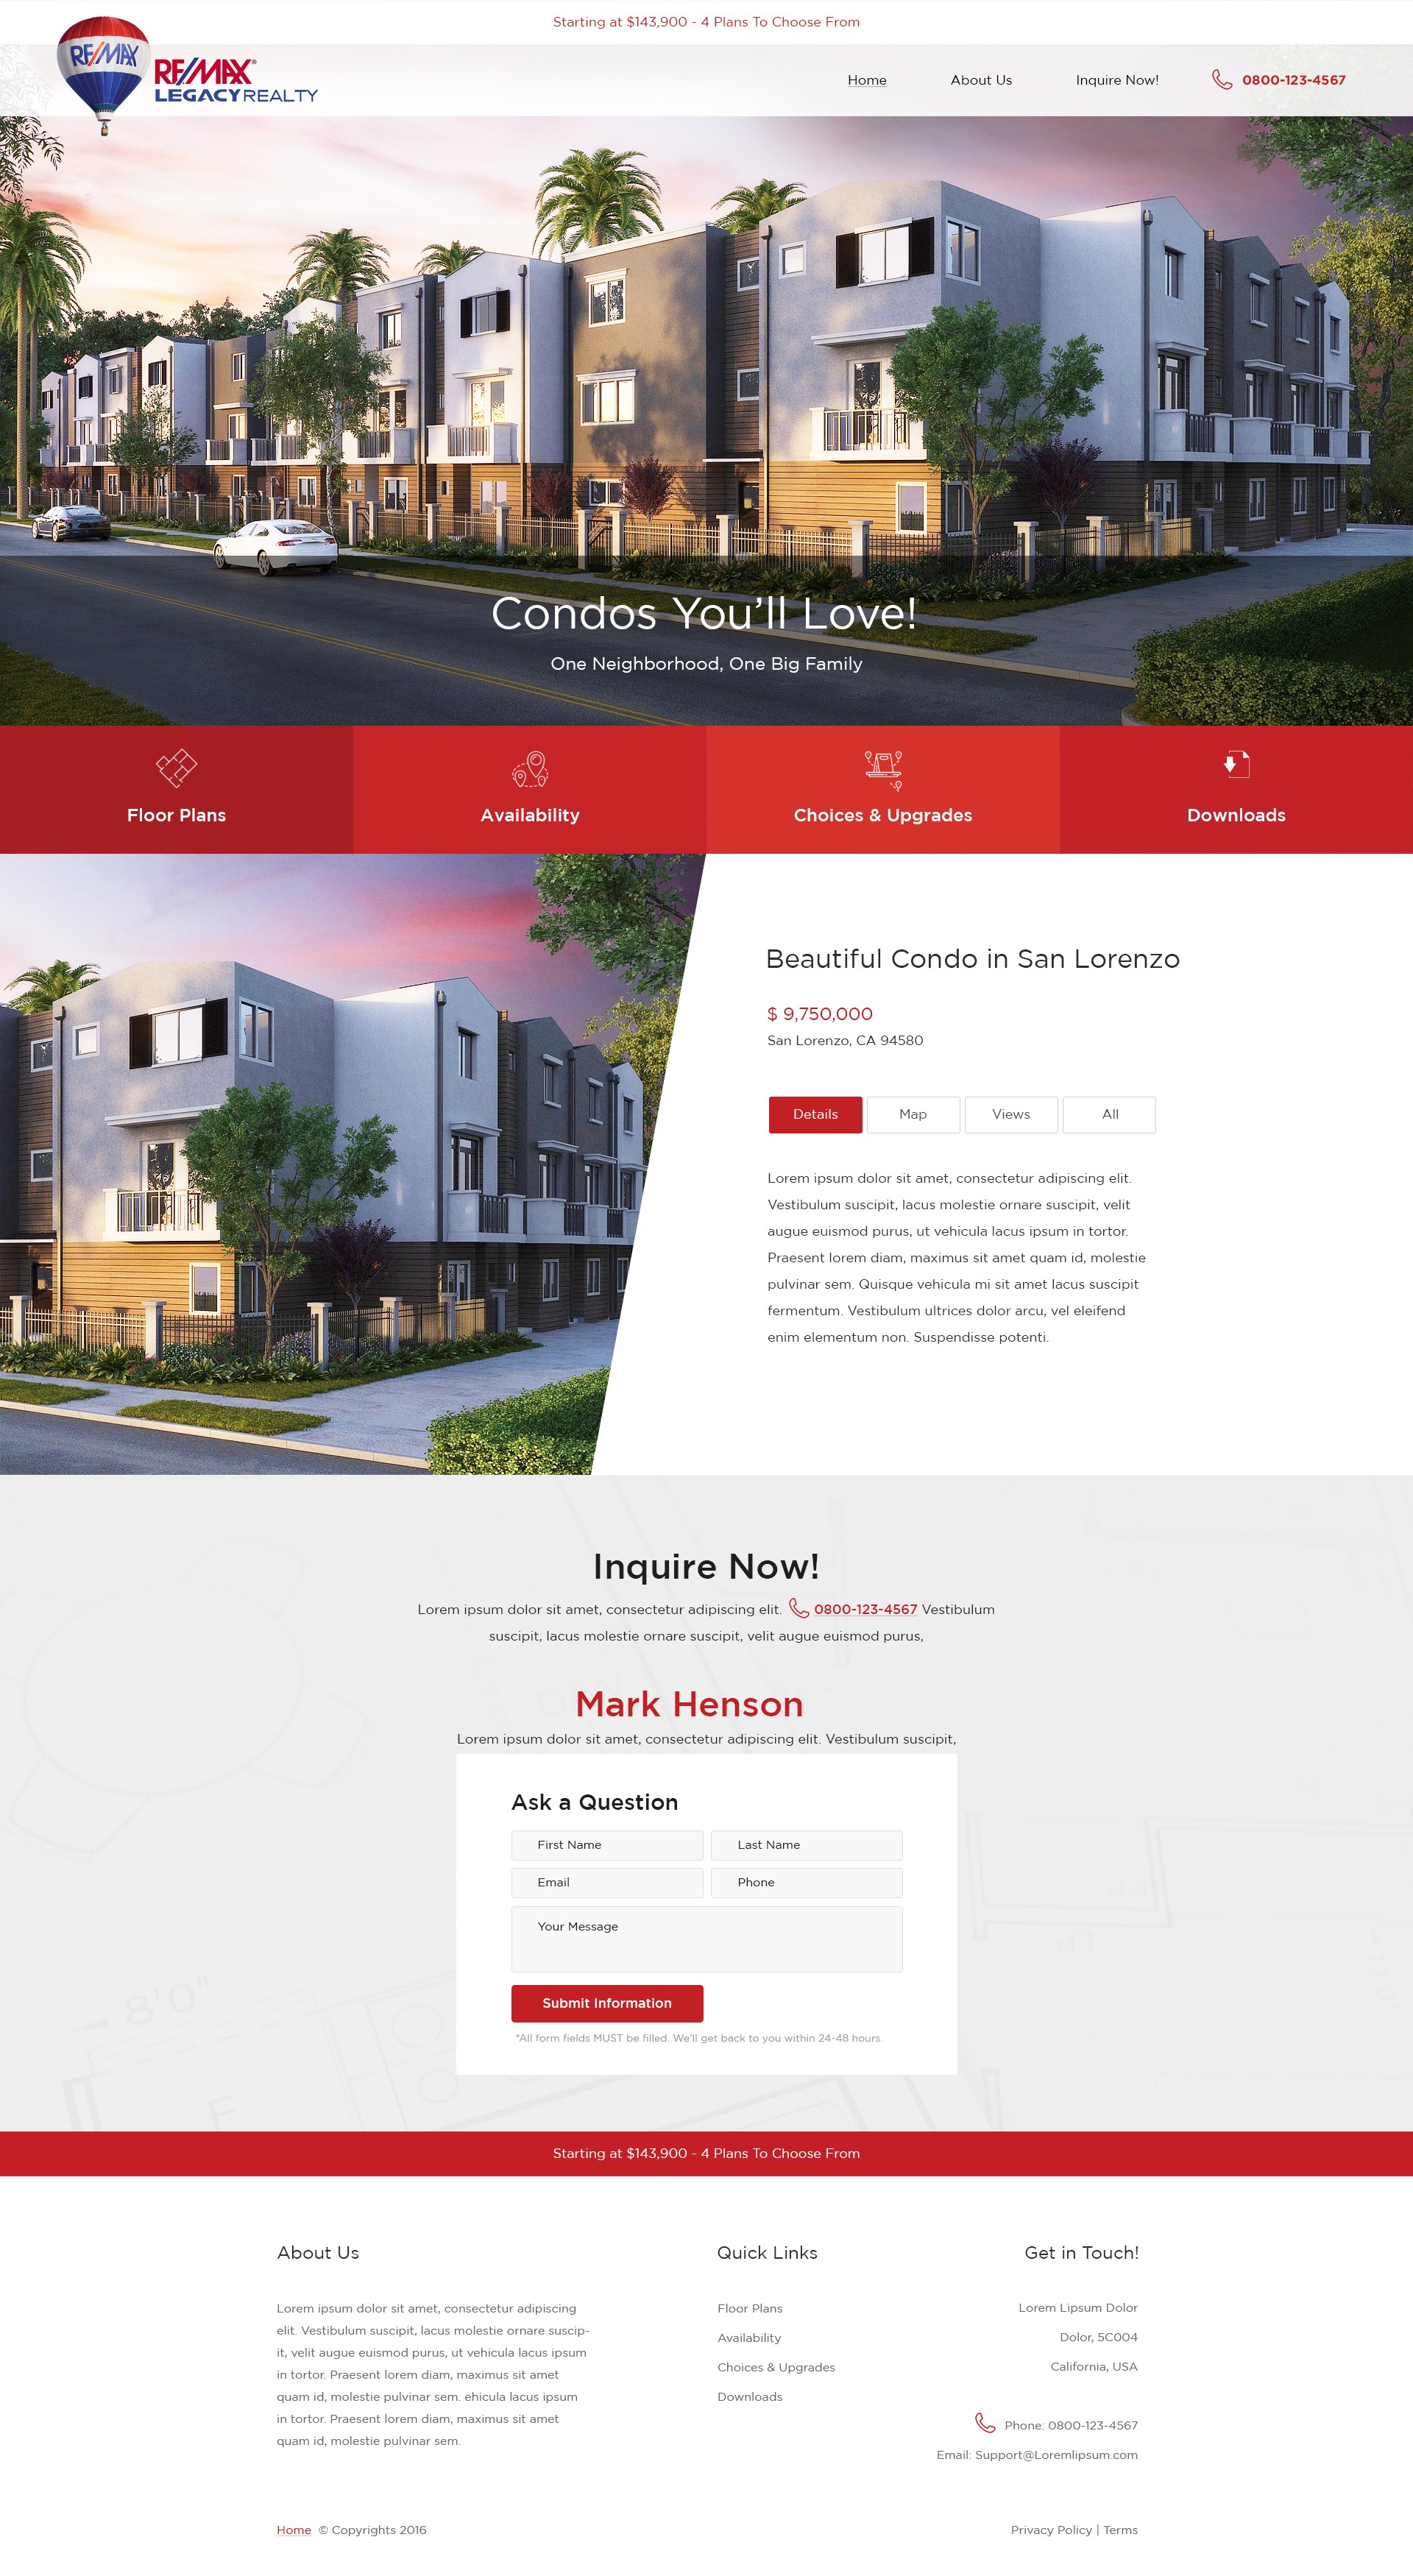 Starting at $143,900 - 4 Plans To Choose From
RE/MAX
RE/MAX®
LEGACYREALTY
Home
About Us
Inquire Now!
0800-123-4567
Condos You'll Love!
One Neighborhood, One Big Family
Floor Plans
Availability
Choices & Upgrades
Downloads
Beautiful Condo in San Lorenzo
$ 9,750,000
San Lorenzo, CA 94580
Details
Map
Views
All
Lorem ipsum dolor sit amet, consectetur adipiscing elit.
Vestibulum suscipit, lacus molestie ornare suscipit, velit
augue euismod purus, ut vehicula lacus ipsum in tortor.
Praesent lorem diam, maximus sit amet quam id, molestie
pulvinar sem. Quisque vehicula mi sit amet lacus suscipit
fermentum. Vestibulum ultrices dolor arcu, vel eleifend
enim elementum non. Suspendisse potenti.
Inquire Now!
Lorem ipsum dolor sit amet, consectetur adipiscing elit. 0800-123-4567 Vestibulum
suscipit, lacus molestie ornare suscipit, velit augue euismod purus,
Mark Henson
Lorem ipsum dolor sit amet, consectetur adipiscing elit. Vestibulum suscipit,
Ask a Question
First Name
Last Name
Email
Phone
Your Message
Submit Information
*All form fields MUST be filled. We'll get back to you within 24-48 hours.
8'0"
F
Starting at $143,900 - 4 Plans To Choose From
About Us
Lorem ipsum dolor sit amet, consectetur adipiscing
elit. Vestibulum suscipit, lacus molestie ornare suscip-
it, velit augue euismod purus, ut vehicula lacus ipsum
in tortor. Praesent lorem diam, maximus sit amet
quam id, molestie pulvinar sem. ehicula lacus ipsum
in tortor. Praesent lorem diam, maximus sit amet
quam id, molestie pulvinar sem.
Quick Links
Floor Plans
Availability
Choices & Upgrades
Downloads
Get in Touch!
Lorem Lipsum Dolor
Dolor, 5C004
California, USA
Phone: 0800-123-4567
Email: Support@Loremlipsum.com
Home © Copyrights 2016
Privacy Policy | Terms